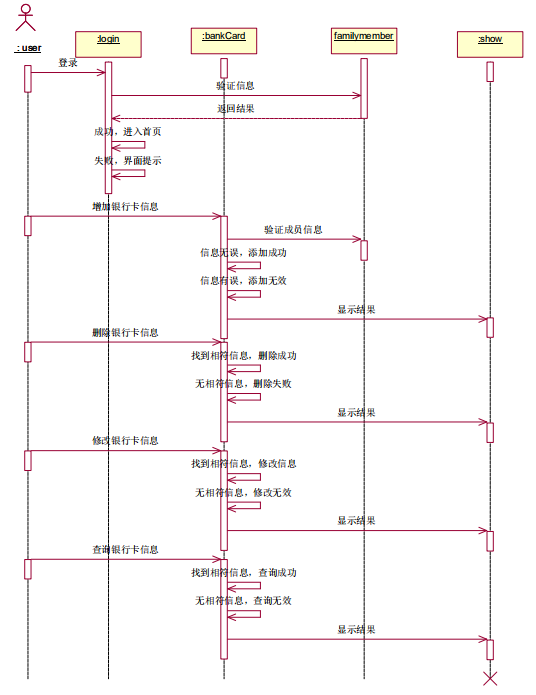 : user
:login
:bankCard
familymember
:show
登录
验证信息
返回结果
成功，进入首页
失败，界面提示
增加银行卡信息
验证成员信息
信息无误，添加成功
信息有误，添加无效
显示结果
删除银行卡信息
找到相符信息，删除成功
无相符信息，删除失败
显示结果
修改银行卡信息
找到相符信息，修改信息
无相符信息，修改无效
显示结果
查询银行卡信息
找到相符信息，查询成功
无相符信息，查询无效
显示结果